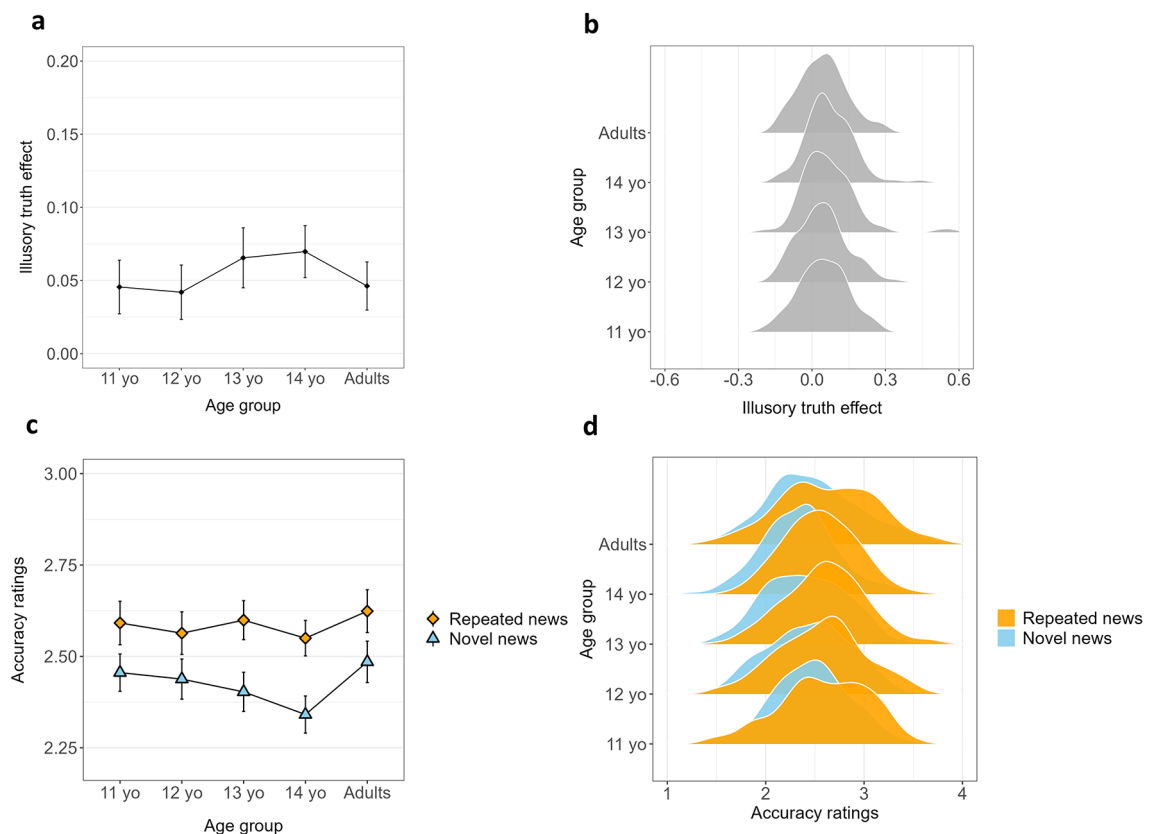 a
0.20
0.15
0.10
0.05
0.00
Illusory truth effect
11 yo 12 yo 13 yo 14 yo Adults
Age group
b
Adults
14 yo
13 yo
12 yo
11 yo
Age group
-0.6 -0.3 0.0 0.3 0.6
Illusory truth effect
c
3.00
2.75
2.50
2.25
Accuracy ratings
11 yo 12 yo 13 yo 14 yo Adults
Age group
Repeated news
Novel news
d
Adults
14 yo
13 yo
12 yo
11 yo
Age group
1 2 3 4
Accuracy ratings
Repeated news
Novel news